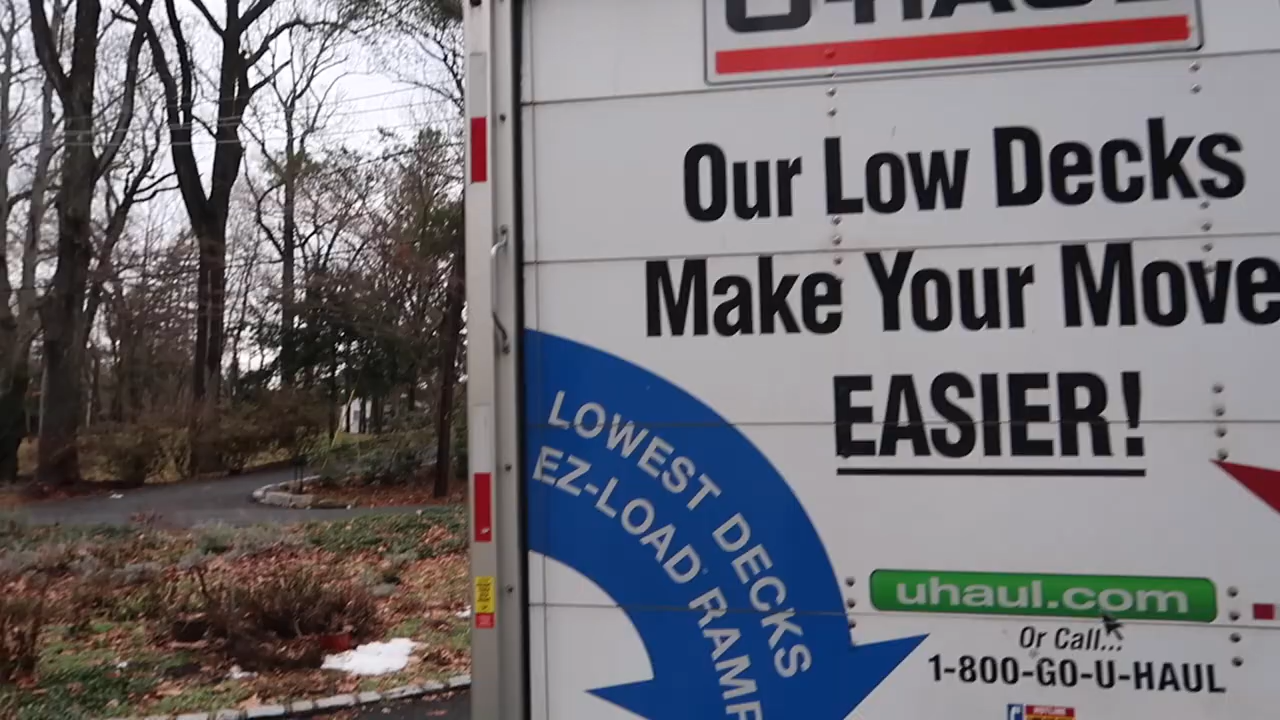 U-HAUL
Our Low Decks
Make Your Move
EASIER!
LOWEST DECKS
EZ-LOAD RAMP
uhaul.com
Or Call...
1-800-GO-U-HAUL